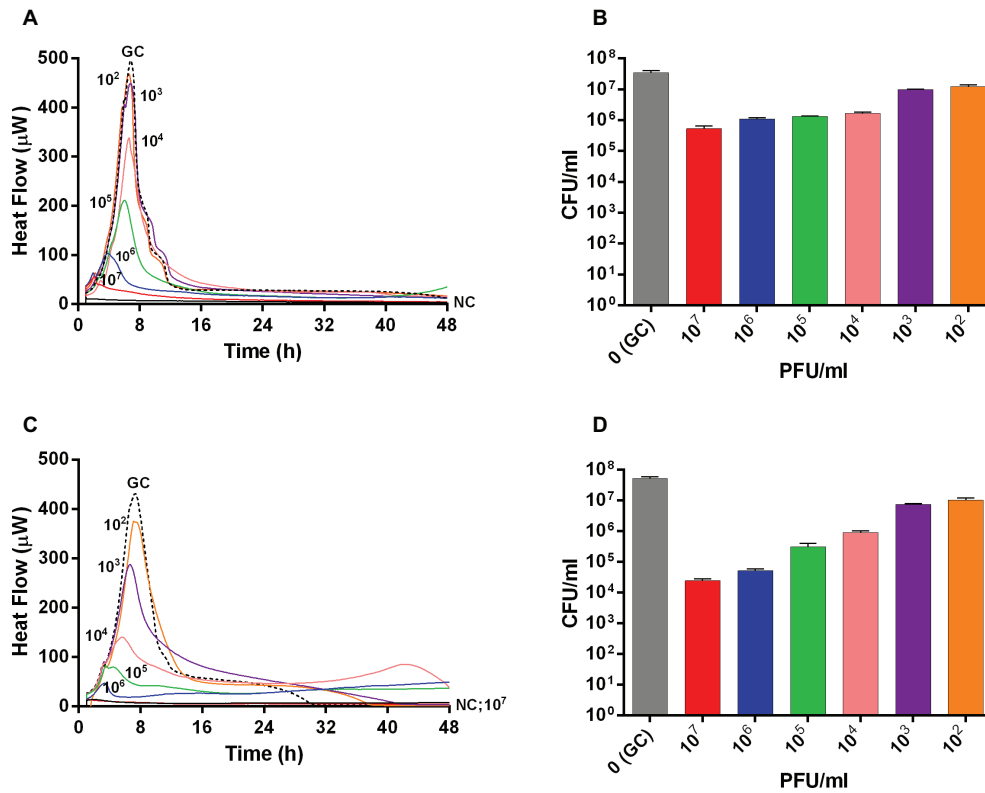 A
500
400
300
200
100
0
Heat Flow (μW)
GC
10²
10³
10⁴
10⁵
10⁶
10⁷
NC
0 8 16 24 32 40 48
Time (h)
B
10⁸
10⁷
10⁶
10⁵
10⁴
10³
10²
10¹
10⁰
CFU/ml
0 (GC) 10⁷ 10⁶ 10⁵ 10⁴ 10³ 10²
PFU/ml
C
500
400
300
200
100
0
Heat Flow (μW)
GC
10²
10³
10⁴
10⁵
10⁶
NC;10⁷
0 8 16 24 32 40 48
Time (h)
D
10⁸
10⁷
10⁶
10⁵
10⁴
10³
10²
10¹
10⁰
CFU/ml
0 (GC) 10⁷ 10⁶ 10⁵ 10⁴ 10³ 10²
PFU/ml